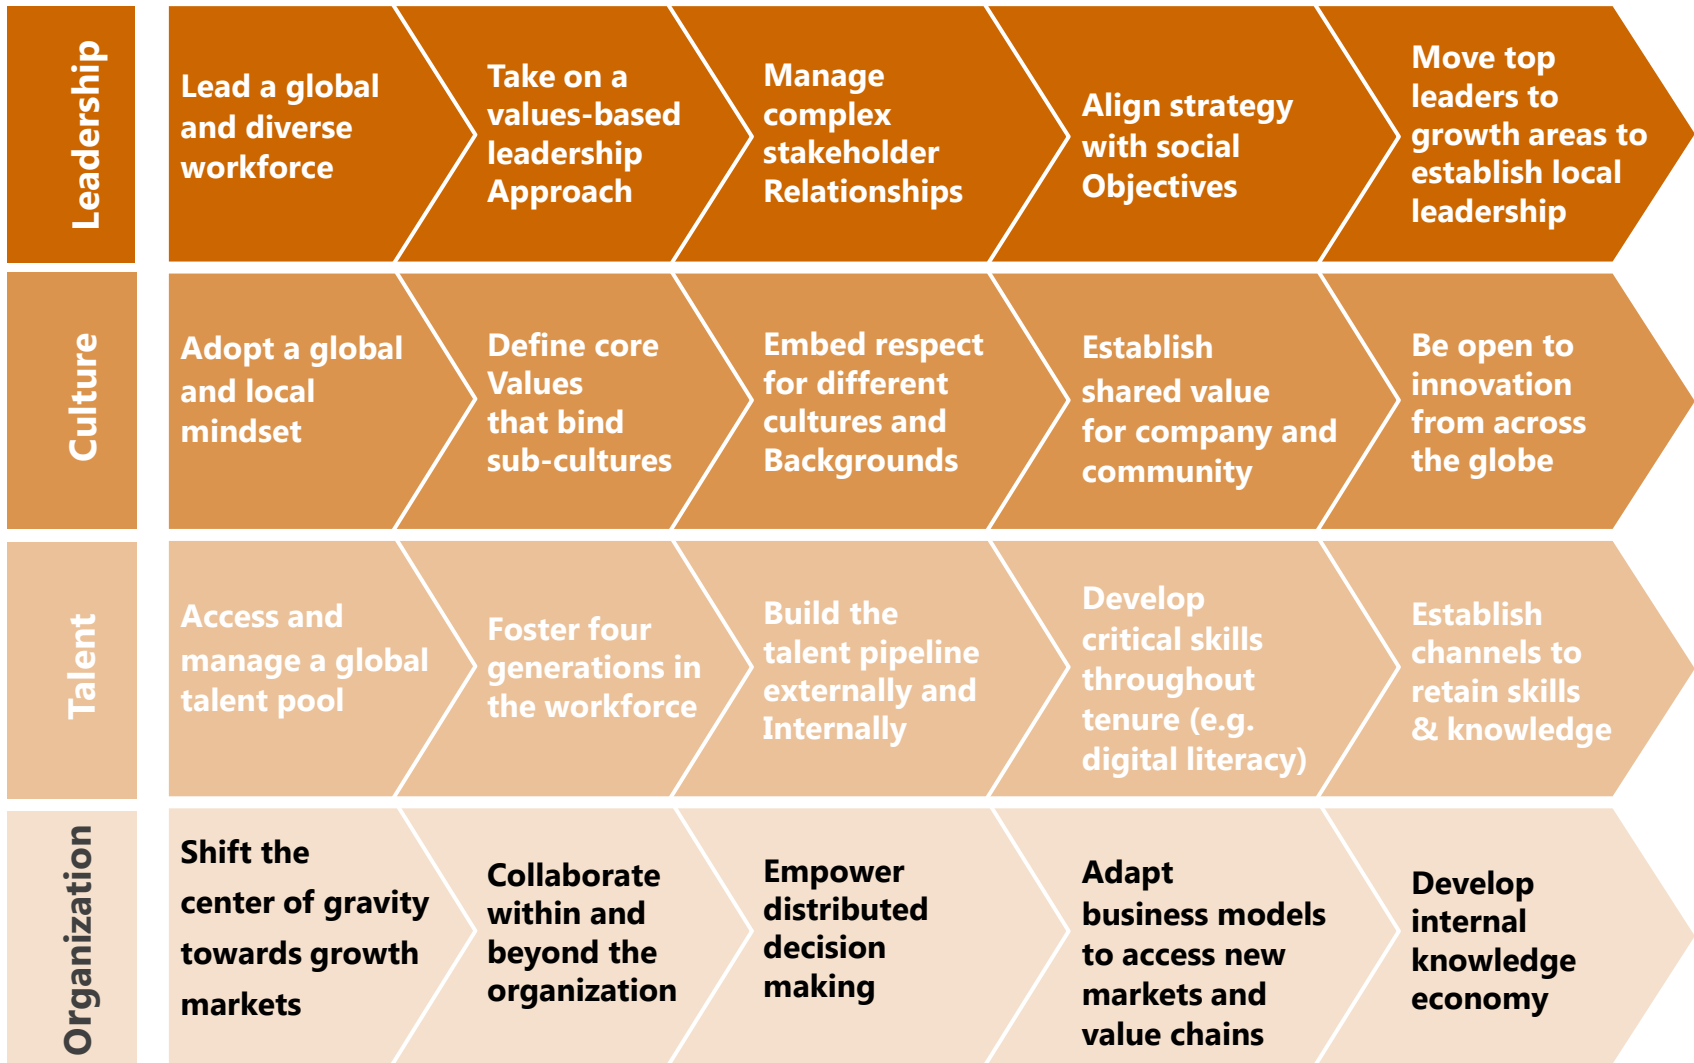 Leadership
Lead a global
and diverse
workforce
Take on a
values-based
leadership
Approach
Manage
complex
stakeholder
Relationships
Align strategy
with social
Objectives
Move top
leaders to
growth areas to
establish local
leadership
Culture
Adopt a global
and local
mindset
Define core
Values
that bind
sub-cultures
Embed respect
for different
cultures and
Backgrounds
Establish
shared value
for company and
community
Be open to
innovation
from across
the globe
Talent
Access and
manage a global
talent pool
Foster four
generations in
the workforce
Build the
talent pipeline
externally and
Internally
Develop
critical skills
throughout
tenure (e.g.
digital literacy)
Establish
channels to
retain skills
& knowledge
Organization
Shift the
center of gravity
towards growth
markets
Collaborate
within and
beyond the
organization
Empower
distributed
decision
making
Adapt
business models
to access new
markets and
value chains
Develop
internal
knowledge
economy